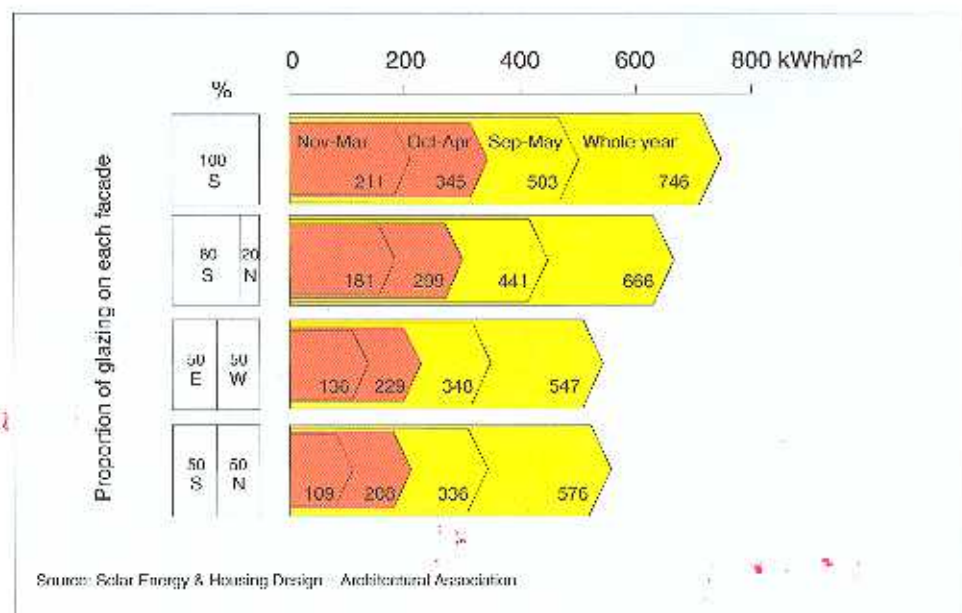 0 200 400 600 800 kWh/m²
%
Proportion of glazing on each facade
Nov-Mar Oct-Apr Sep-May Whole year
100
S
211 345 503 746
80 20
S N
181 299 441 666
50 50
E W
136 229 547
50 50
S N
109 336 576
Source: Solar Energy & Housing Design - Architectural Association